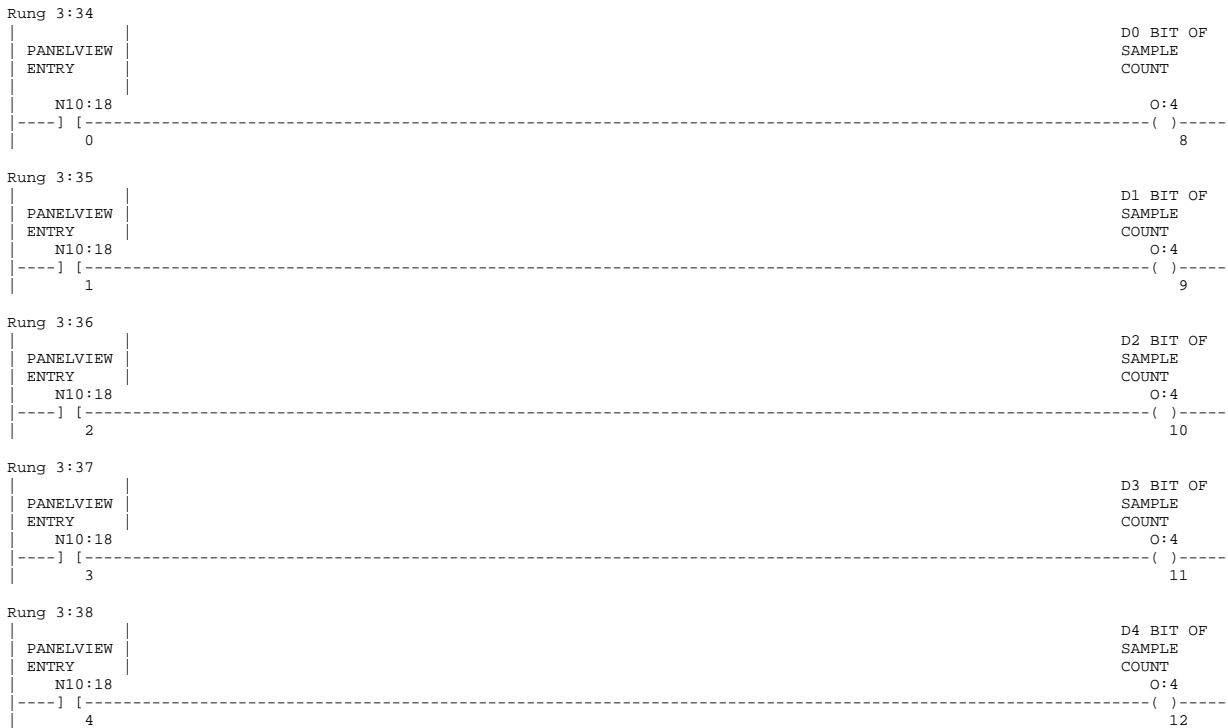 Rung 3:34
|            |                                                                                     D0 BIT OF
| PANELVIEW |                                                                                      SAMPLE
| ENTRY     |                                                                                      COUNT
|            |
|    N10:18                                                                                           O:4
|----] [----------------------------------------------------------------------------------------------( )-----
|       0                                                                                               8
Rung 3:35
|            |                                                                                     D1 BIT OF
| PANELVIEW |                                                                                      SAMPLE
| ENTRY     |                                                                                      COUNT
|    N10:18                                                                                           O:4
|----] [----------------------------------------------------------------------------------------------( )-----
|       1                                                                                               9
Rung 3:36
|            |                                                                                     D2 BIT OF
| PANELVIEW |                                                                                      SAMPLE
| ENTRY     |                                                                                      COUNT
|    N10:18                                                                                           O:4
|----] [----------------------------------------------------------------------------------------------( )-----
|       2                                                                                              10
Rung 3:37
|            |                                                                                     D3 BIT OF
| PANELVIEW |                                                                                      SAMPLE
| ENTRY     |                                                                                      COUNT
|    N10:18                                                                                           O:4
|----] [----------------------------------------------------------------------------------------------( )-----
|       3                                                                                              11
Rung 3:38
|            |                                                                                     D4 BIT OF
| PANELVIEW |                                                                                      SAMPLE
| ENTRY     |                                                                                      COUNT
|    N10:18                                                                                           O:4
|----] [----------------------------------------------------------------------------------------------( )-----
|       4                                                                                              12